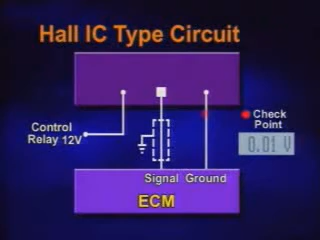 Hall IC Type Circuit
Check
Point
0.01 V
Control
Relay 12V
Signal Ground
ECM